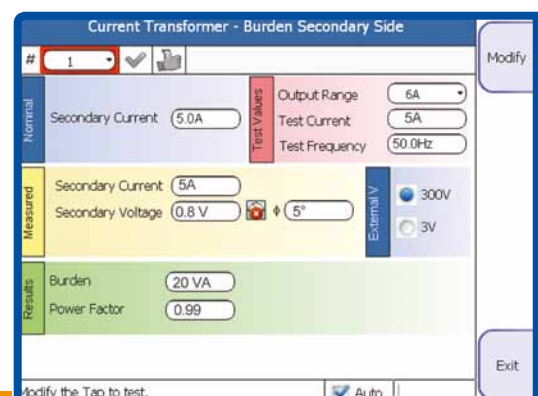 Current Transformer - Burden Secondary Side
Modify
# 1
Nominal
Secondary Current 5.0A
Test Values
Output Range 6A
Test Current 5A
Test Frequency 50.0Hz
Measured
Secondary Current 5A
Secondary Voltage 0.8 V φ 5°
External V
300V
3V
Results
Burden 20 VA
Power Factor 0.99
Exit
Modify the Tap to test.
Auto